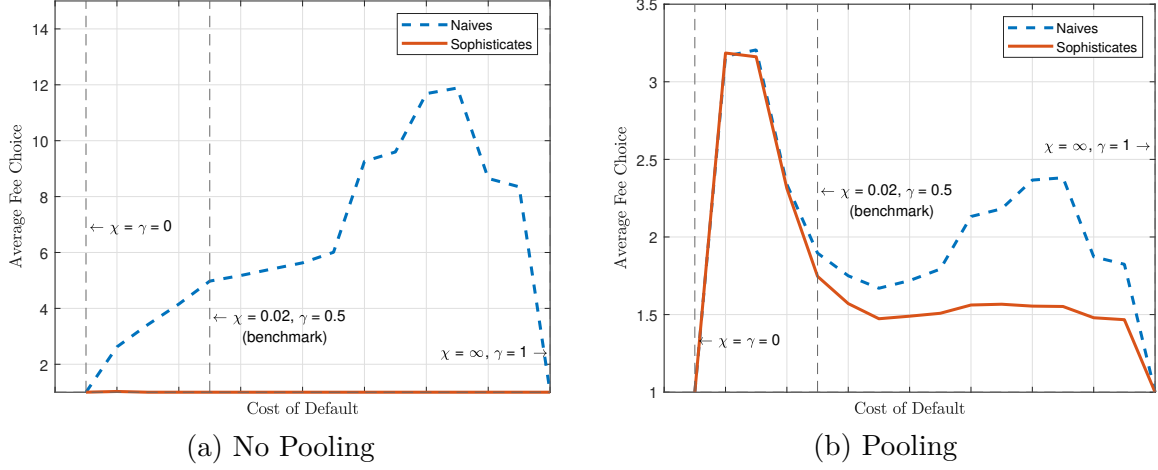 14
12
10
8
6
4
2
Average Fee Choice
Naives
Sophisticates
← χ = γ = 0
← χ = 0.02, γ = 0.5
(benchmark)
χ = ∞, γ = 1 →
Cost of Default
(a) No Pooling
3.5
3
2.5
2
1.5
1
Average Fee Choice
Naives
Sophisticates
χ = ∞, γ = 1 →
← χ = 0.02, γ = 0.5
(benchmark)
← χ = γ = 0
Cost of Default
(b) Pooling